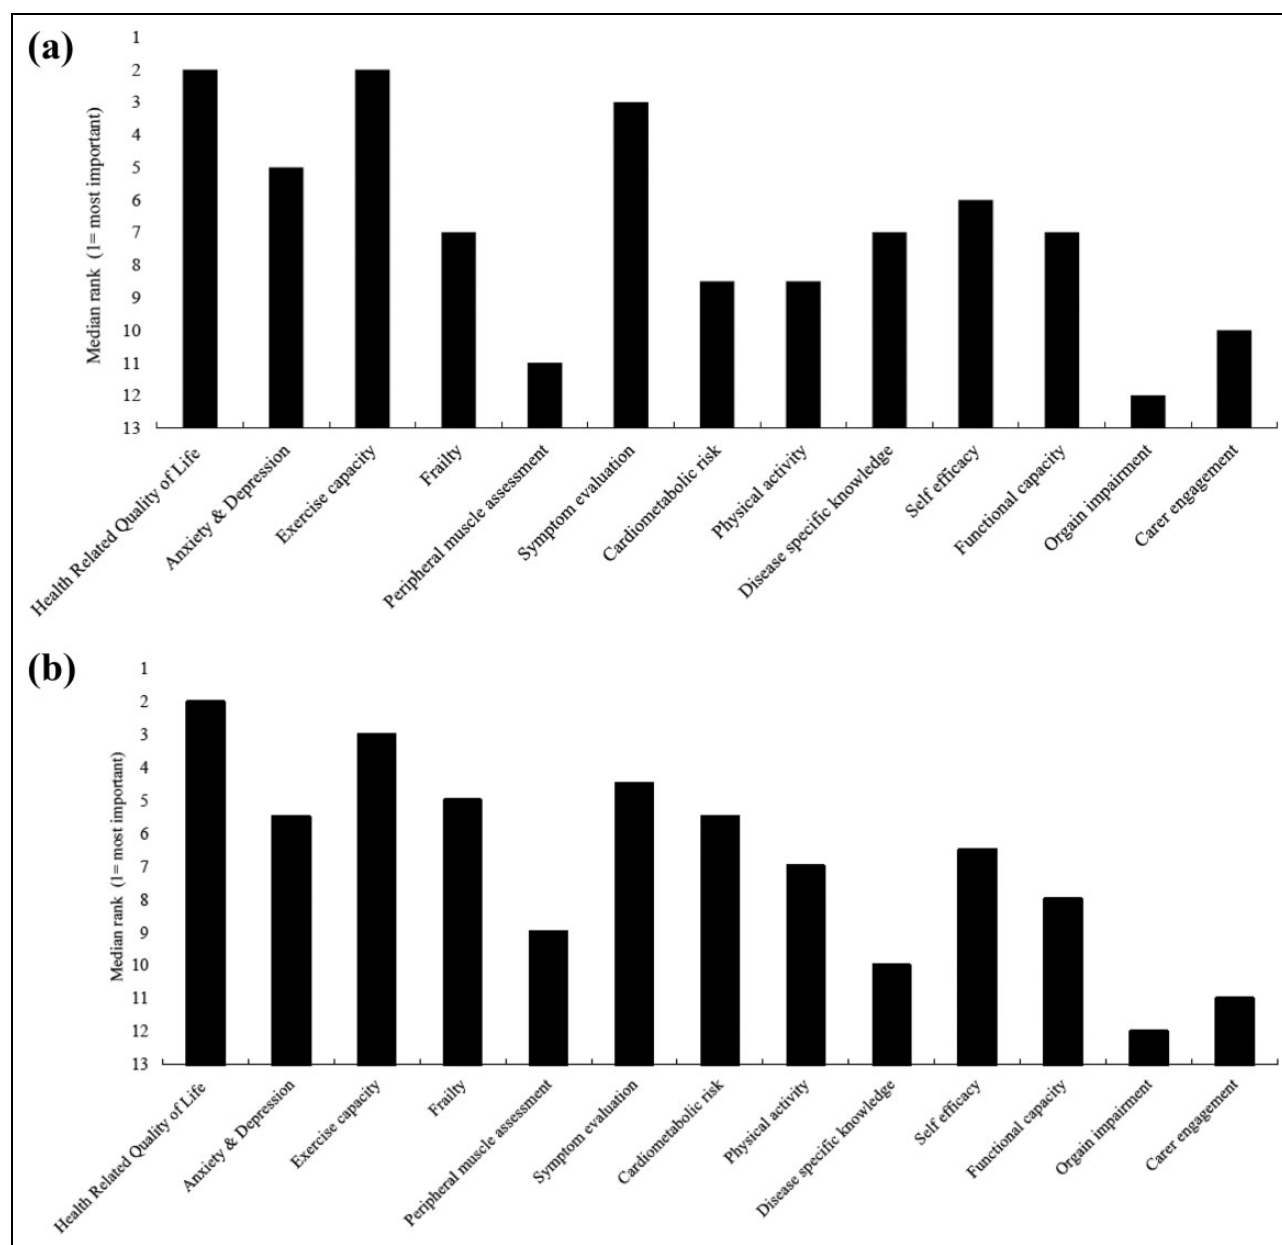 (a)
Median rank (1= most important)
1
2
3
4
5
6
7
8
9
10
11
12
13
Health Related Quality of Life
Anxiety & Depression
Exercise capacity
Frailty
Peripheral muscle assessment
Symptom evaluation
Cardiometabolic risk
Physical activity
Disease specific knowledge
Self efficacy
Functional capacity
Orgain impairment
Carer engagement
(b)
Median rank (1= most important)
1
2
3
4
5
6
7
8
9
10
11
12
13
Health Related Quality of Life
Anxiety & Depression
Exercise capacity
Frailty
Peripheral muscle assessment
Symptom evaluation
Cardiometabolic risk
Physical activity
Disease specific knowledge
Self efficacy
Functional capacity
Orgain impairment
Carer engagement